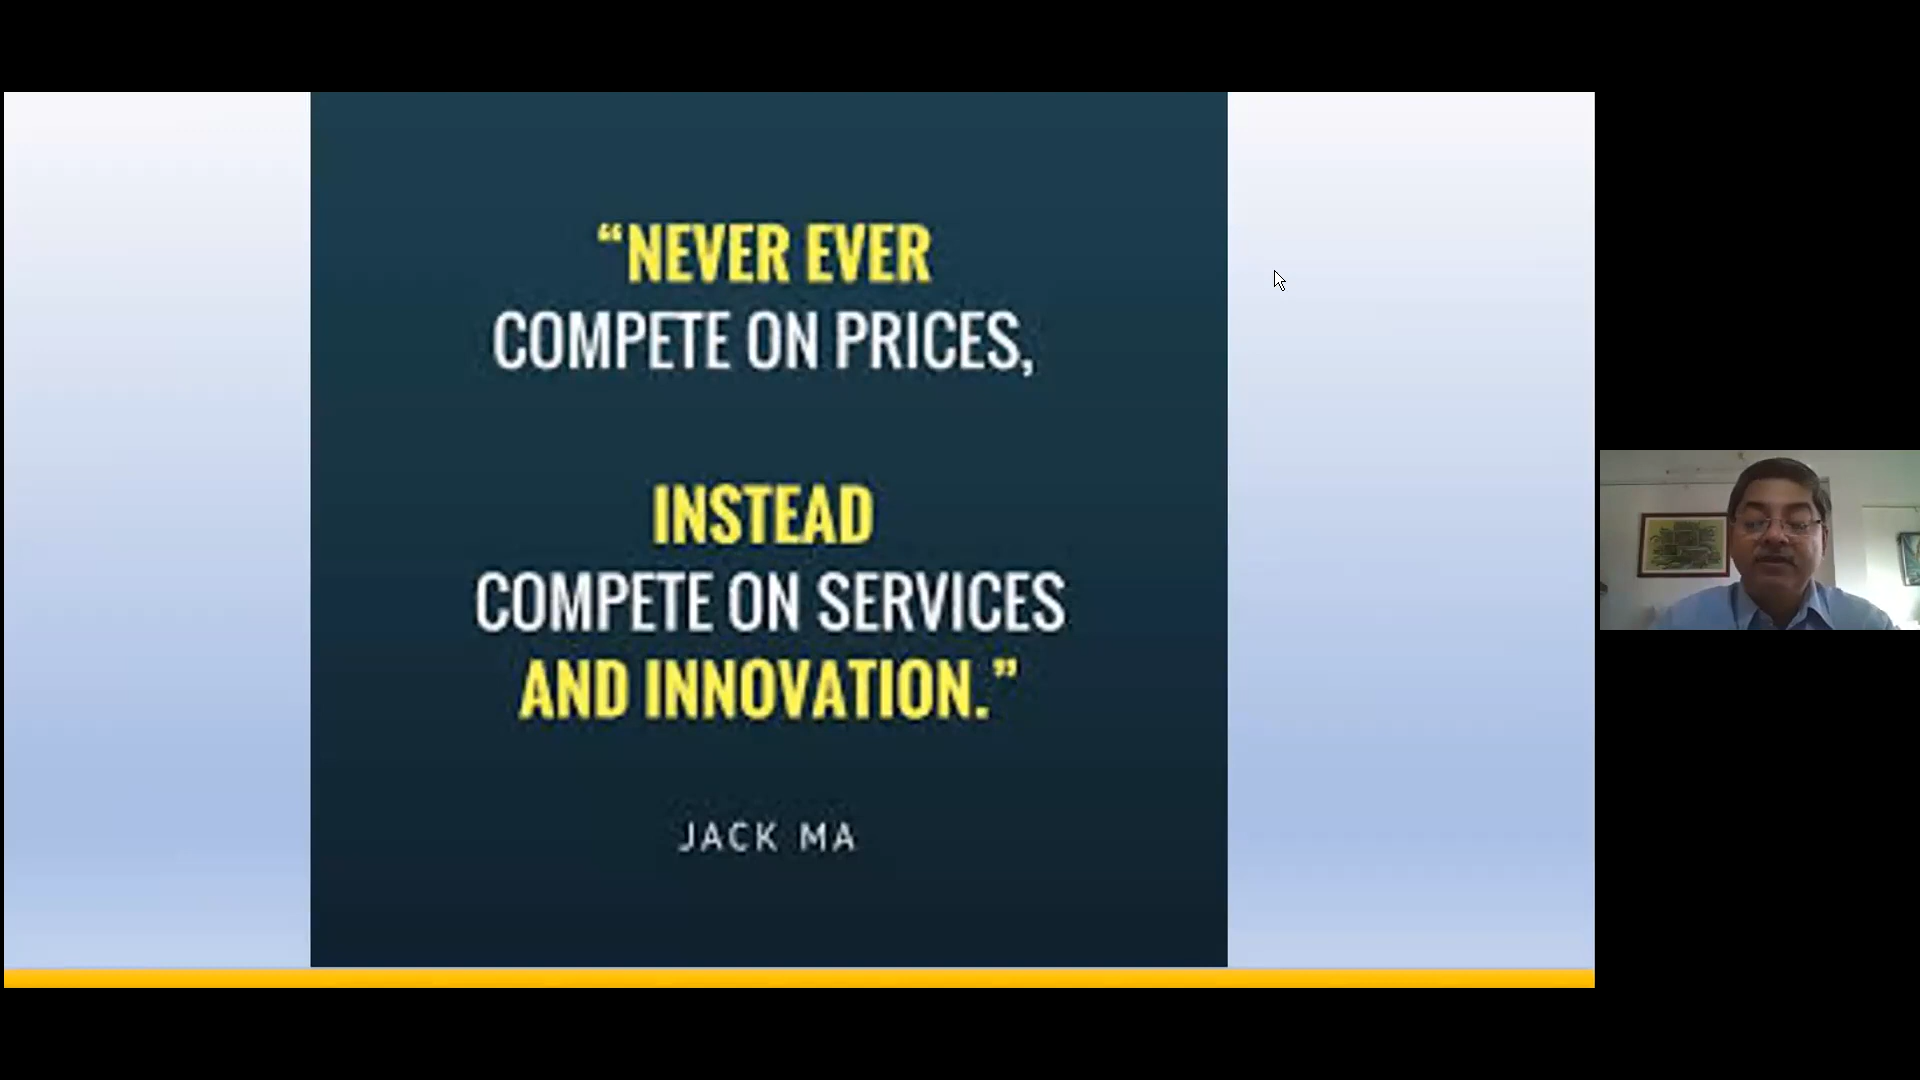 “NEVER EVER
COMPETE ON PRICES,
INSTEAD
COMPETE ON SERVICES
AND INNOVATION.”
JACK MA